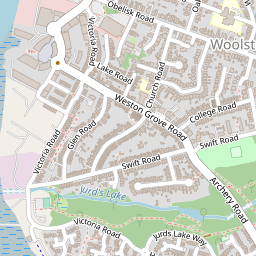 Obelisk Road
Victoria Road
Woolst
Lake Road
Weston Grove Road
Church Road
College Road
Glen Road
Victoria Road
Swift Road
Swift Road
Archery Road
Jurd's Lake
Victoria Road
Jurds Lake Way